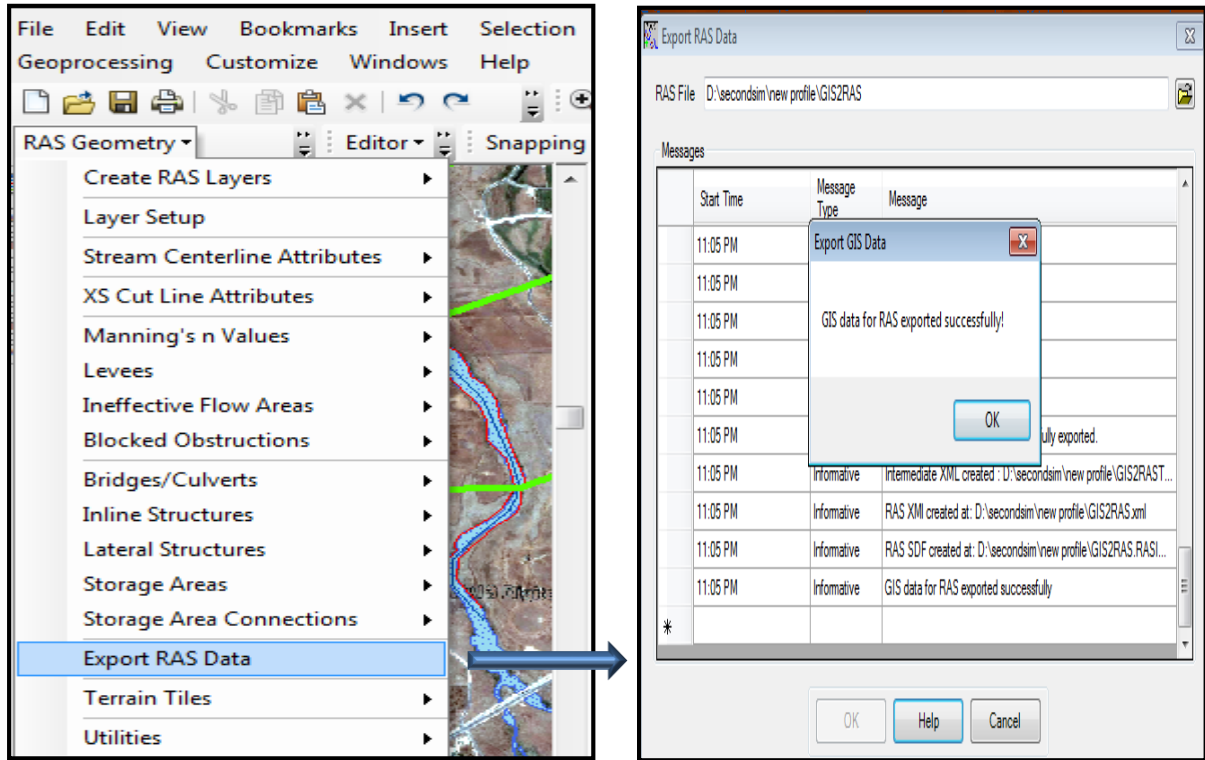 File Edit View Bookmarks Insert Selection
Geoprocessing Customize Windows Help
RAS Geometry Editor Snapping
Create RAS Layers
Layer Setup
Stream Centerline Attributes
XS Cut Line Attributes
Manning's n Values
Levees
Ineffective Flow Areas
Blocked Obstructions
Bridges/Culverts
Inline Structures
Lateral Structures
Storage Areas
Storage Area Connections
Export RAS Data
Terrain Tiles
Utilities
Export RAS Data
RAS File D:\secondsim\new profile\GIS2RAS
Messages
Start Time Message Type Message
11:05 PM
11:05 PM
11:05 PM
11:05 PM
11:05 PM
11:05 PM ully exported.
11:05 PM Informative Intermediate XML created : D:\secondsim\new profile\GIS2RAST...
11:05 PM Informative RAS XMl created at: D:\secondsim\new profile\GIS2RAS.xml
11:05 PM Informative RAS SDF created at: D:\secondsim\new profile\GIS2RAS.RASI...
11:05 PM Informative GIS data for RAS exported successfully
*
Export GIS Data
GIS data for RAS exported successfully!
OK
OK Help Cancel